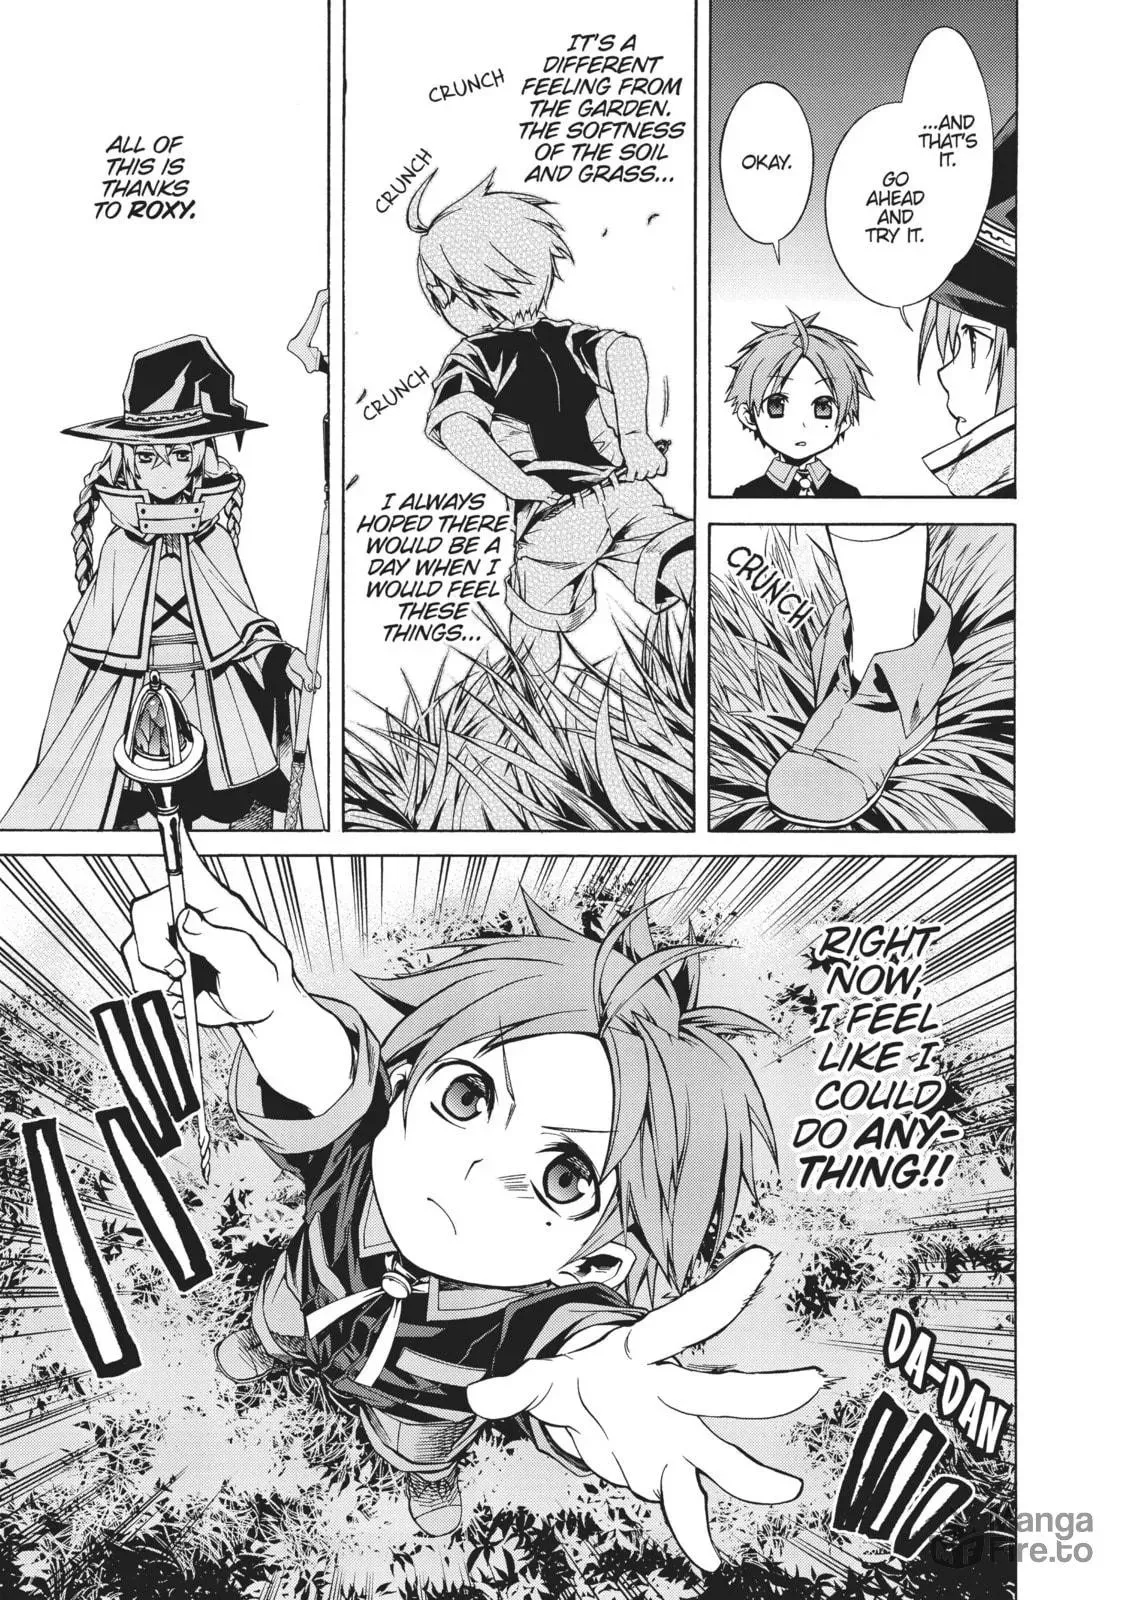 ...AND
THAT'S
IT.
GO
AHEAD
AND
TRY IT.
OKAY.
CRUNCH
IT'S A
DIFFERENT
FEELING FROM
THE GARDEN.
THE SOFTNESS
OF THE SOIL
AND GRASS...
CRUNCH
CRUNCH
CRUNCH
I ALWAYS
HOPED THERE
WOULD BE A
DAY WHEN I
WOULD FEEL
THESE
THINGS...
ALL OF
THIS IS
THANKS
TO ROXY.
RIGHT
NOW,
I FEEL
LIKE I
COULD
DO ANY-
THING!!
DA-DAN
Manga
MF Fire.to